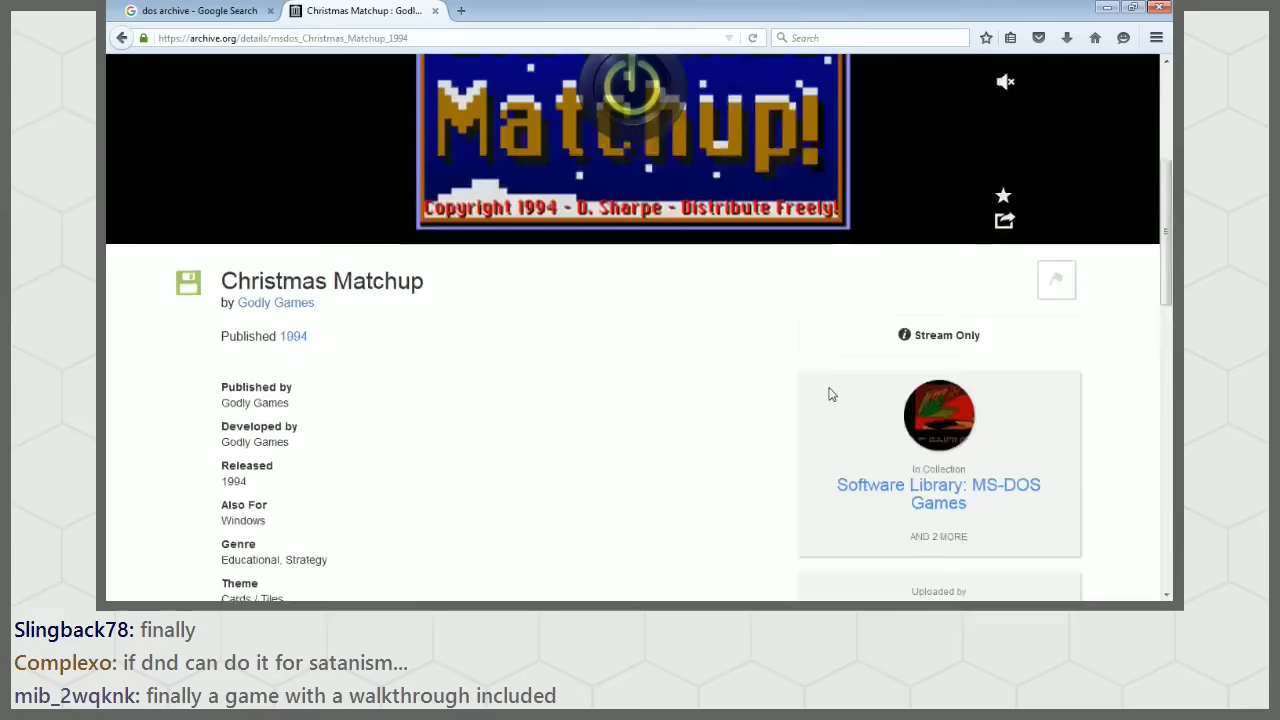 dos archive - Google Search
Christmas Matchup : Godl...
https://archive.org/details/msdos_Christmas_Matchup_1994
Search
Matchup!
Copyright 1994 - D. Sharpe - Distribute Freely!
Christmas Matchup
by Godly Games
Published 1994
Stream Only
Published by
Godly Games
Developed by
Godly Games
Released
1994
Also For
Windows
Genre
Educational, Strategy
Theme
Cards / Tiles
In Collection
Software Library: MS-DOS
Games
AND 2 MORE
Uploaded by
Slingback78: finally
Complexo: if dnd can do it for satanism...
mib_2wqknk: finally a game with a walkthrough included